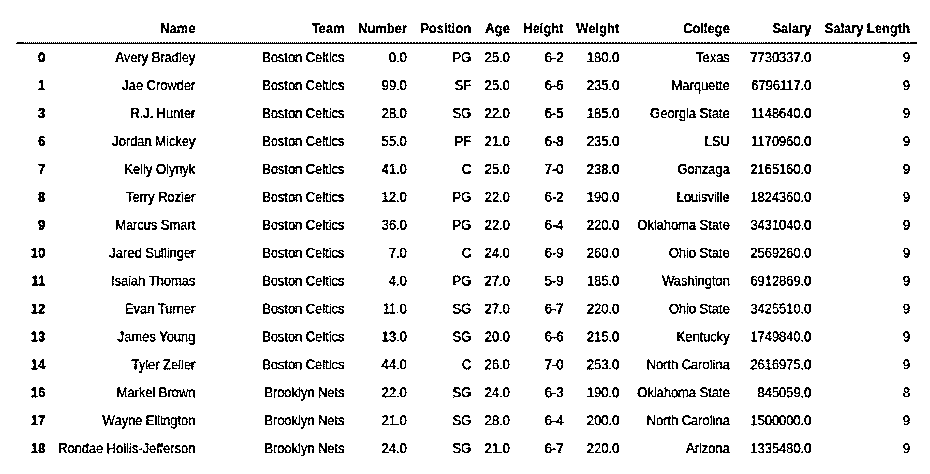 Name Team Number Position Age Height Weight College Salary Salary Length
0 Avery Bradley Boston Celtics 0.0 PG 25.0 6-2 180.0 Texas 7730337.0 9
1 Jae Crowder Boston Celtics 99.0 SF 25.0 6-6 235.0 Marquette 6796117.0 9
3 R.J. Hunter Boston Celtics 28.0 SG 22.0 6-5 185.0 Georgia State 1148640.0 9
6 Jordan Mickey Boston Celtics 55.0 PF 21.0 6-8 235.0 LSU 1170960.0 9
7 Kelly Olynyk Boston Celtics 41.0 C 25.0 7-0 238.0 Gonzaga 2165160.0 9
8 Terry Rozier Boston Celtics 12.0 PG 22.0 6-2 190.0 Louisville 1824360.0 9
9 Marcus Smart Boston Celtics 36.0 PG 22.0 6-4 220.0 Oklahoma State 3431040.0 9
10 Jared Sullinger Boston Celtics 7.0 C 24.0 6-9 260.0 Ohio State 2569260.0 9
11 Isaiah Thomas Boston Celtics 4.0 PG 27.0 5-9 185.0 Washington 6912869.0 9
12 Evan Turner Boston Celtics 11.0 SG 27.0 6-7 220.0 Ohio State 3425510.0 9
13 James Young Boston Celtics 13.0 SG 20.0 6-6 215.0 Kentucky 1749840.0 9
14 Tyler Zeller Boston Celtics 44.0 C 26.0 7-0 253.0 North Carolina 2616975.0 9
16 Markel Brown Brooklyn Nets 22.0 SG 24.0 6-3 190.0 Oklahoma State 845059.0 8
17 Wayne Ellington Brooklyn Nets 21.0 SG 28.0 6-4 200.0 North Carolina 1500000.0 9
18 Rondae Hollis-Jefferson Brooklyn Nets 24.0 SG 21.0 6-7 220.0 Arizona 1335480.0 9